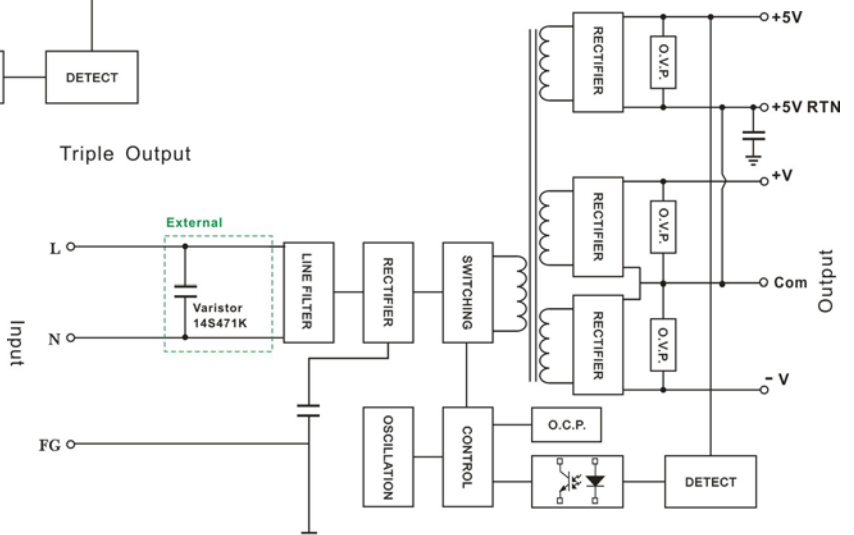 DETECT
Triple Output
+5V
RECTIFIER
O.V.P.
+5V RTN
+V
RECTIFIER
O.V.P.
Com
RECTIFIER
O.V.P.
- V
Output
External
L
Varistor
14S471K
N
Input
LINE FILTER
RECTIFIER
SWITCHING
FG
OSCILLATION
CONTROL
O.C.P.
DETECT